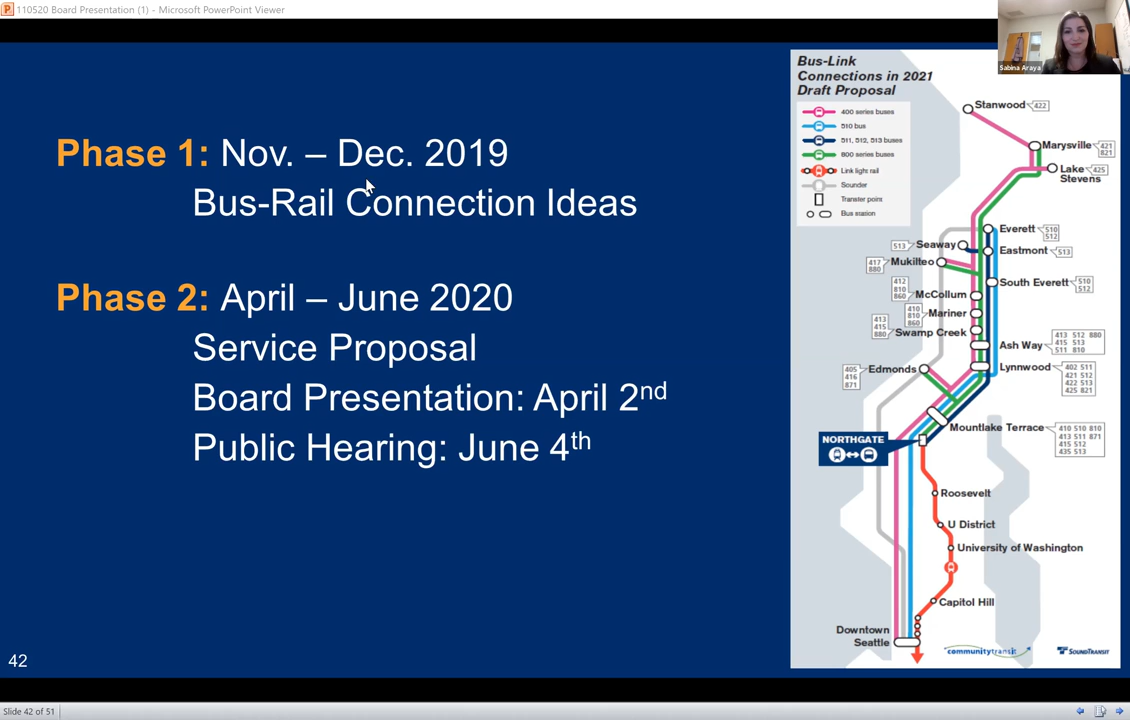 110520 Board Presentation (1) - Microsoft PowerPoint Viewer
Sabina Araya
Phase 1: Nov. – Dec. 2019
Bus-Rail Connection Ideas
Phase 2: April – June 2020
Service Proposal
Board Presentation: April 2nd
Public Hearing: June 4th
42
Bus-Link
Connections in 2021
Draft Proposal
400 series buses
510 bus
511, 512, 513 buses
800 series buses
Link light rail
Sounder
Transfer point
Bus station
Stanwood
422
Marysville
421
821
Lake
Stevens
425
Everett
510
512
513
Seaway
Eastmont
513
417
880
Mukilteo
South Everett
510
512
412
810
860
McCollum
410
810
860
Mariner
413
415
880
Swamp Creek
Ash Way
413 512 880
415 513
511 810
Lynnwood
402 511
421 512
422 513
425 821
405
416
871
Edmonds
Mountlake Terrace
410 510 810
413 511 871
415 512
435 513
NORTHGATE
Roosevelt
U District
University of Washington
Capitol Hill
Downtown
Seattle
communitytransit
SOUNDTRANSIT
Slide 42 of 51